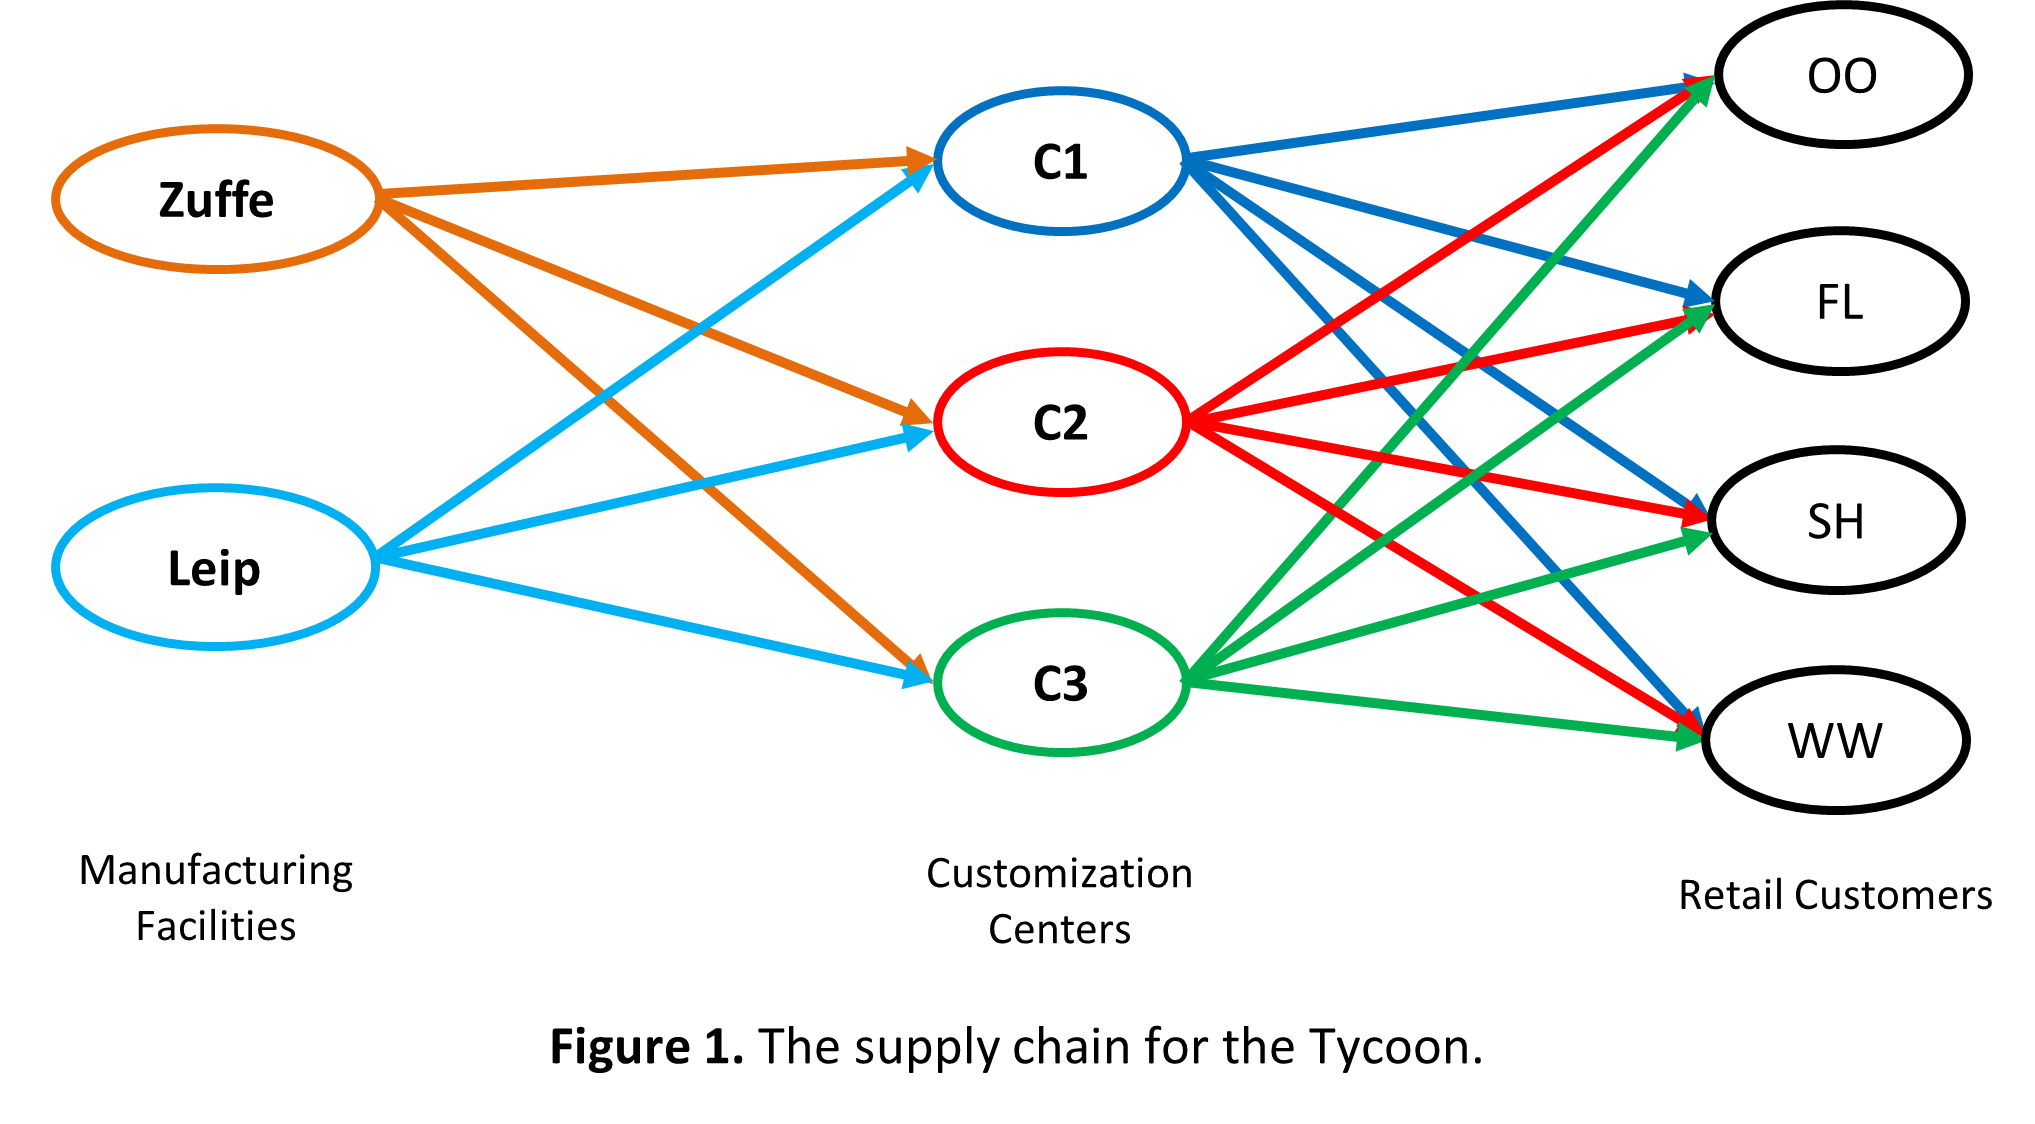 Zuffe
Leip
C1
C2
C3
OO
FL
SH
WW
Manufacturing
Facilities
Customization
Centers
Retail Customers
Figure 1. The supply chain for the Tycoon.